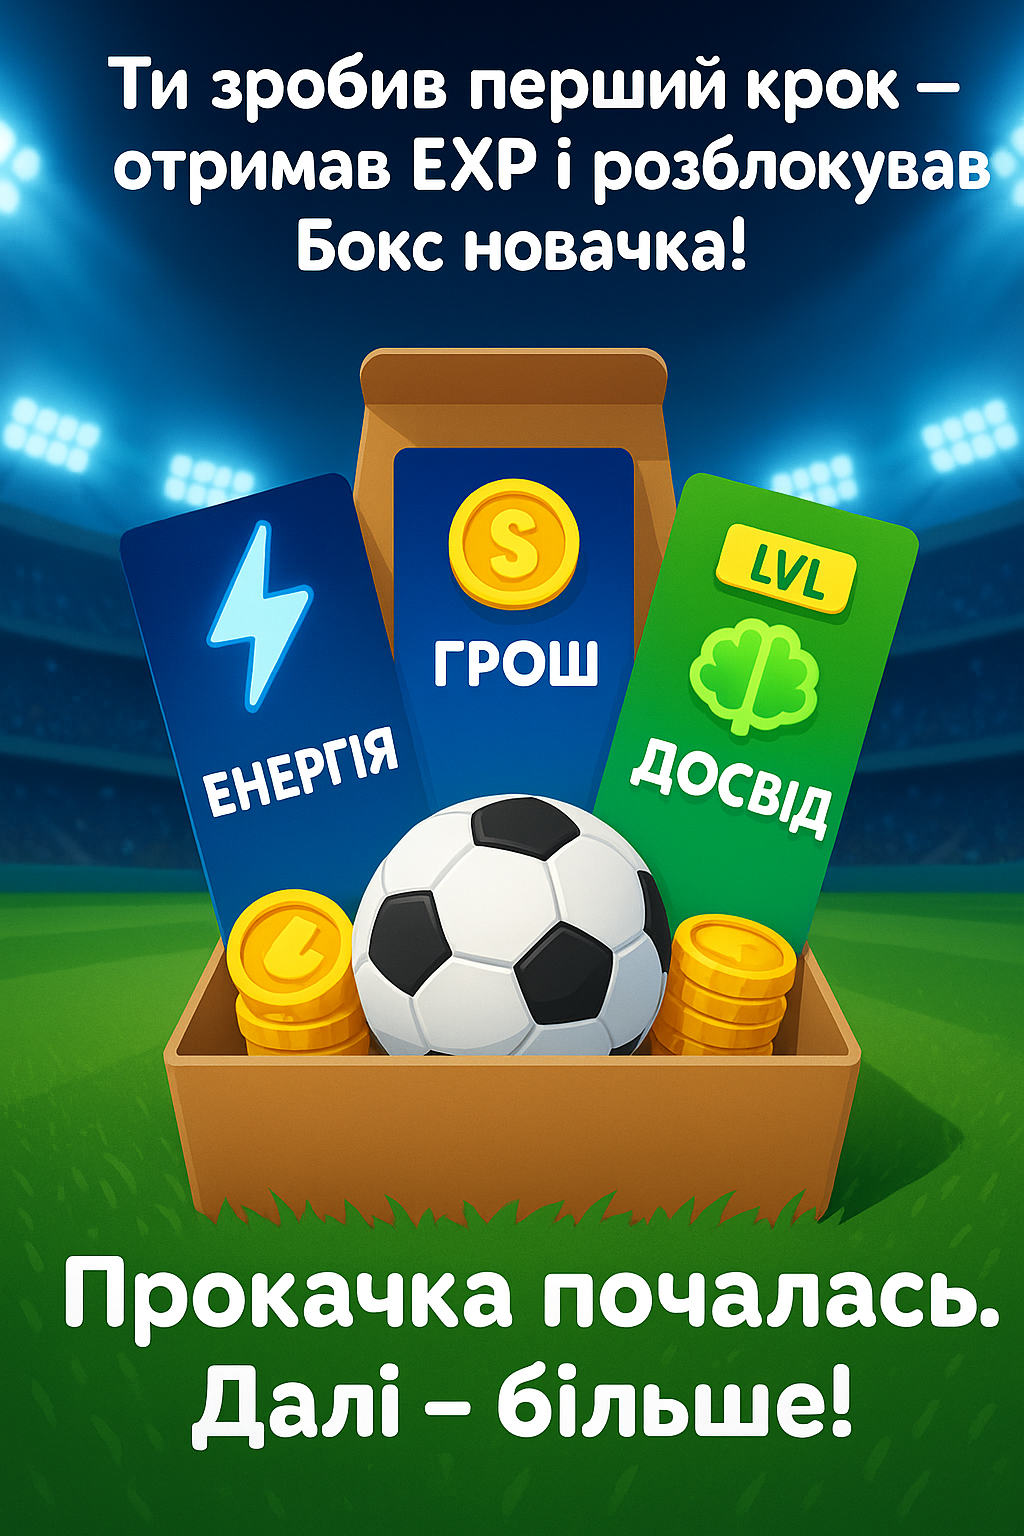 Ти зробив перший крок –
отримав EXP і розблокував
Бокс новачка!
S
ГРОШ
LVL
ЕНЕРГІЯ
ДОСВІД
Прокачка почалась.
Далі – більше!